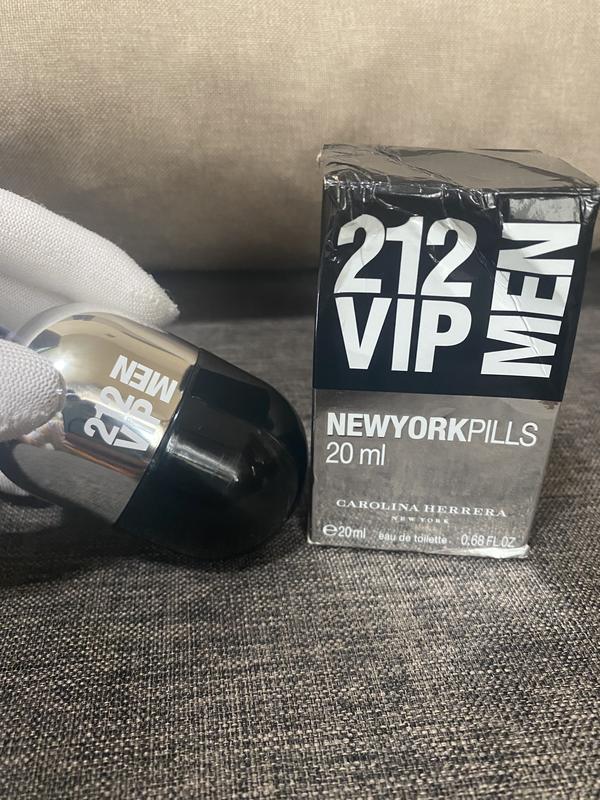 212
VIP
MEN
212
VIP
MEN
NEWYORKPILLS
20 ml
CAROLINA HERRERA
NEW YORK
℮20ml eau de toilette 0.68 FL.OZ